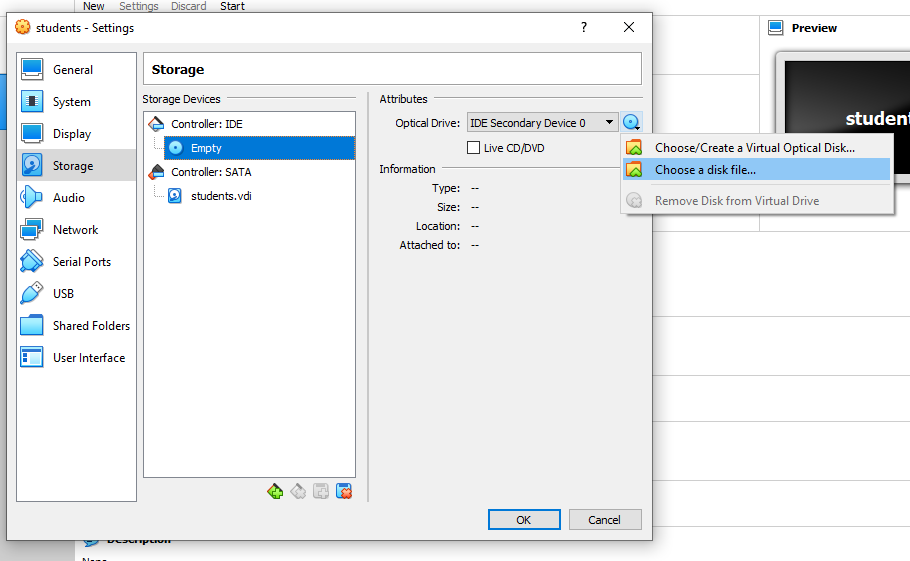 New Settings Discard Start
students - Settings
?
Preview
General
System
Display
Storage
Audio
Network
Serial Ports
USB
Shared Folders
User Interface
Storage
Storage Devices
Controller: IDE
Empty
Controller: SATA
students.vdi
Attributes
Optical Drive: IDE Secondary Device 0
Live CD/DVD
Information
Type: --
Size: --
Location: --
Attached to: --
Choose/Create a Virtual Optical Disk...
Choose a disk file...
Remove Disk from Virtual Drive
student
OK
Cancel
Description
None